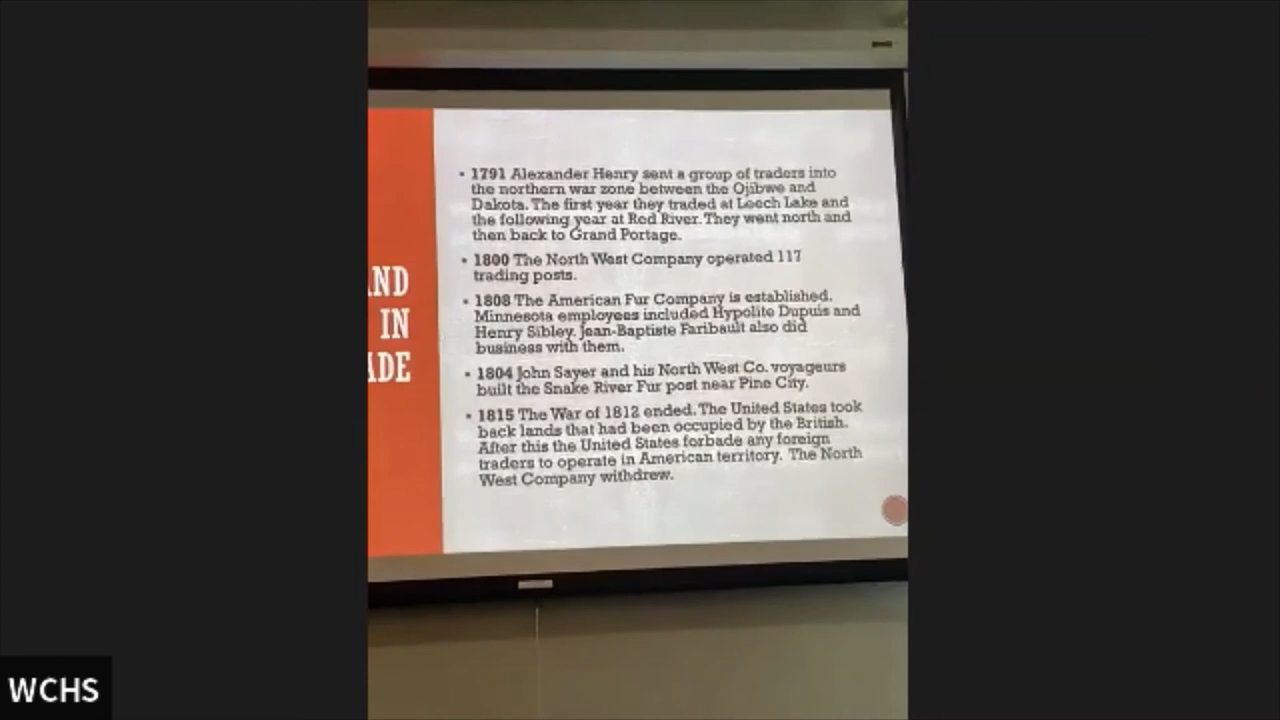 AND
IN
ADE
• 1791 Alexander Henry sent a group of traders into
the northern war zone between the Ojibwe and
Dakota. The first year they traded at Leech Lake and
the following year at Red River. They went north and
then back to Grand Portage.
• 1800 The North West Company operated 117
trading posts.
• 1808 The American Fur Company is established.
Minnesota employees included Hypolite Dupuis and
Henry Sibley. Jean-Baptiste Faribault also did
business with them.
• 1804 John Sayer and his North West Co. voyageurs
built the Snake River Fur post near Pine City.
• 1815 The War of 1812 ended. The United States took
back lands that had been occupied by the British.
After this the United States forbade any foreign
traders to operate in American territory. The North
West Company withdrew.
WCHS